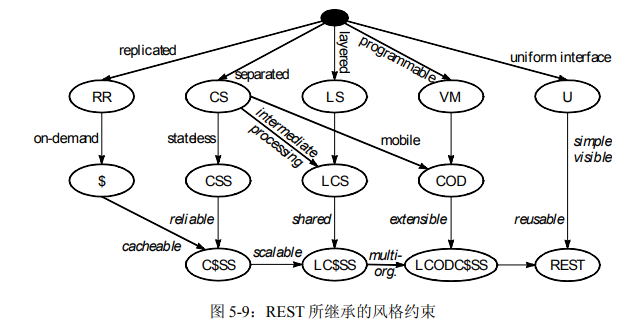 replicated
separated
layered
programmable
uniform interface
RR
CS
LS
VM
U
on-demand
stateless
intermediate
processing
mobile
simple
visible
$
CSS
LCS
COD
cacheable
reliable
shared
extensible
reusable
C$SS
scalable
LC$SS
multi-
org.
LCODC$SS
REST
图 5-9：REST 所继承的风格约束